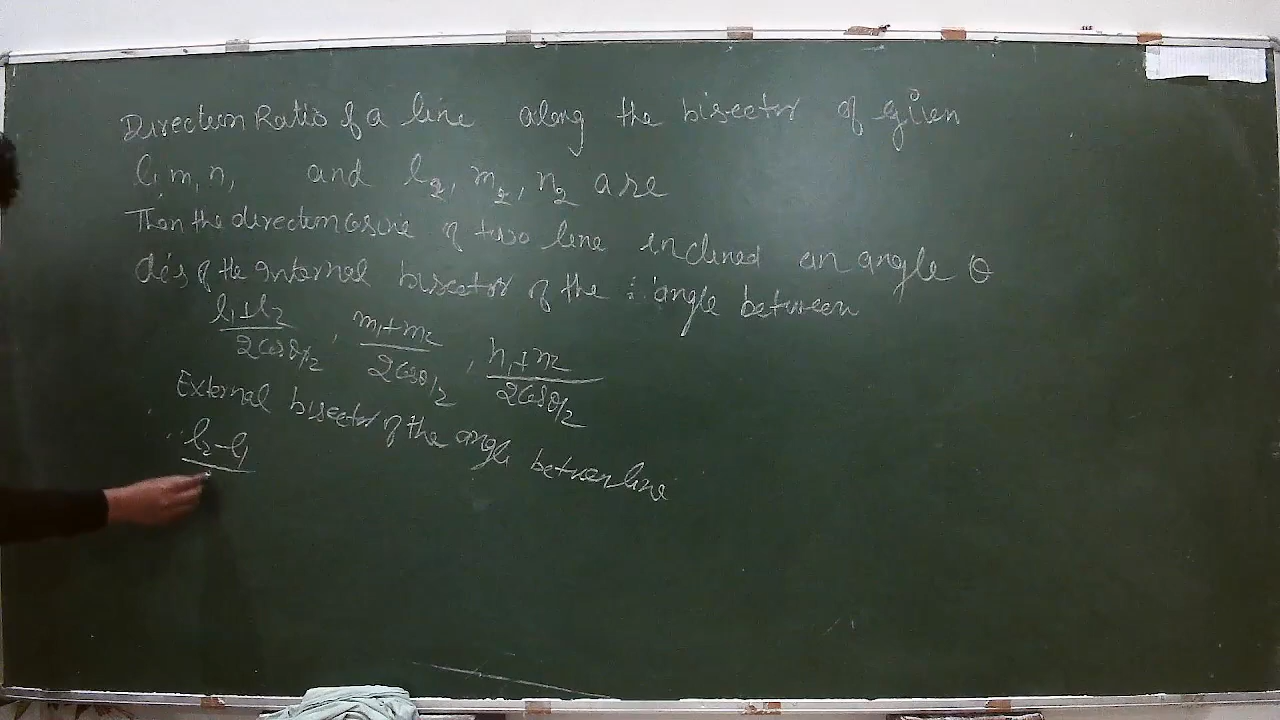 Direction Ratio of a line along the bisector of given
l, m, n, and l2, m2, n2 are
Then the direction cosine of two line inclined an angle θ
dc's of the internal bisector of the angle between
l1+l2/2Cosθ/2, m1+m2/2Cosθ/2, n1+n2/2Cosθ/2
External bisector of the angle between line
l2-l1